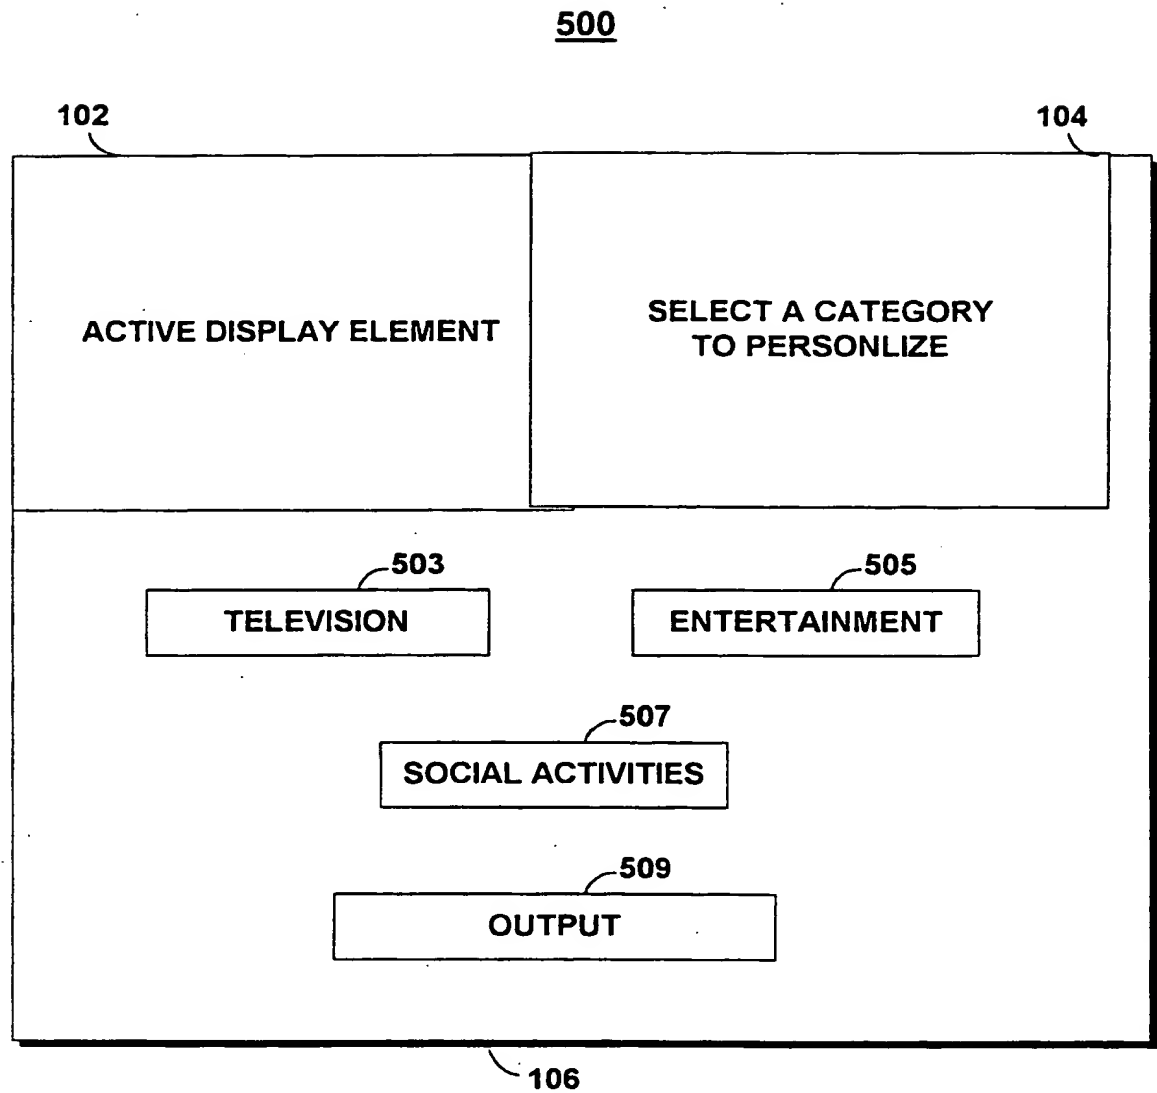 500
102
104
ACTIVE DISPLAY ELEMENT
SELECT A CATEGORY
TO PERSONLIZE
503
505
TELEVISION
ENTERTAINMENT
507
SOCIAL ACTIVITIES
509
OUTPUT
106